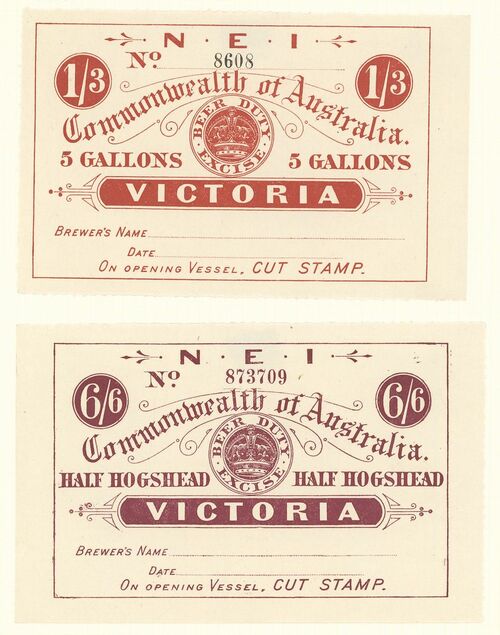 N · E · I
No 8608
1/3 1/3
Commonwealth of Australia.
BEER DUTY
· EXCISE ·
5 GALLONS 5 GALLONS
VICTORIA
BREWER'S NAME
DATE
ON OPENING VESSEL, CUT STAMP.
N · E · I
No 873709
6/6 6/6
Commonwealth of Australia.
BEER DUTY
· EXCISE ·
HALF HOGSHEAD HALF HOGSHEAD
VICTORIA
BREWER'S NAME
DATE
ON OPENING VESSEL, CUT STAMP.